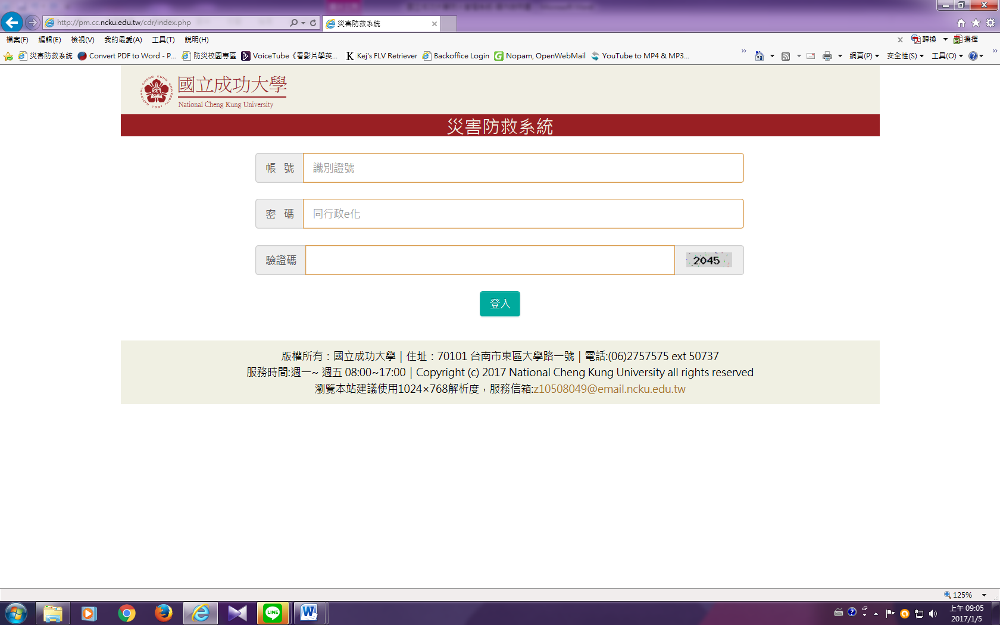 http://pm.cc.ncku.edu.tw/cdr/index.php
災害防救系統
檔案(F) 編輯(E) 檢視(V) 我的最愛(A) 工具(T) 說明(H)
轉換 選擇
災害防救系統 Convert PDF to Word - P... 防災校園專區 VoiceTube《看影片學英... Kej's FLV Retriever Backoffice Login Nopam, OpenWebMail YouTube to MP4 & MP3...
網頁(P) 安全性(S) 工具(O)
國立成功大學
National Cheng Kung University
NATIONAL CHENG KUNG UNIVERSITY 1931
災害防救系統
帳 號 識別證號
密 碼 同行政e化
驗證碼 2045
登入
版權所有：國立成功大學 | 住址：70101 台南市東區大學路一號 | 電話:(06)2757575 ext 50737
服務時間:週一~ 週五 08:00~17:00 | Copyright (c) 2017 National Cheng Kung University all rights reserved
瀏覽本站建議使用1024×768解析度，服務信箱:z10508049@email.ncku.edu.tw
125%
LINE
上午 09:05
2017/1/5